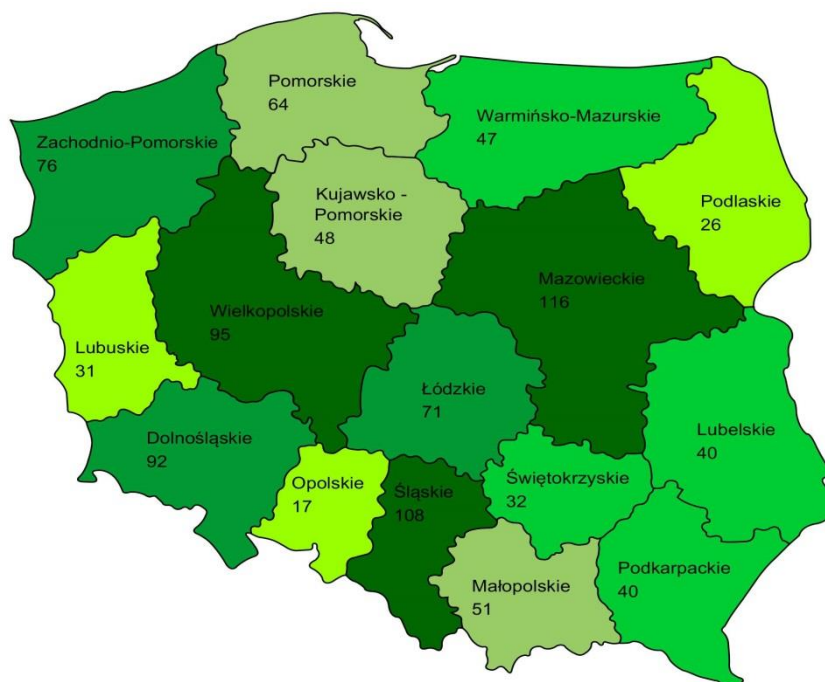 Pomorskie
64
Warmińsko-Mazurskie
47
Zachodnio-Pomorskie
76
Kujawsko -
Pomorskie
48
Podlaskie
26
Mazowieckie
116
Wielkopolskie
95
Lubuskie
31
Łódzkie
71
Dolnośląskie
92
Lubelskie
40
Opolskie
17
Śląskie
108
Świętokrzyskie
32
Małopolskie
51
Podkarpackie
40